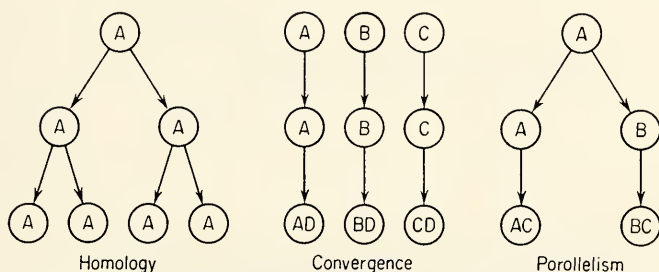 A A B C A
A A A B C A B
A A A A AD BD CD AC BC
Homology Convergence Porollelism